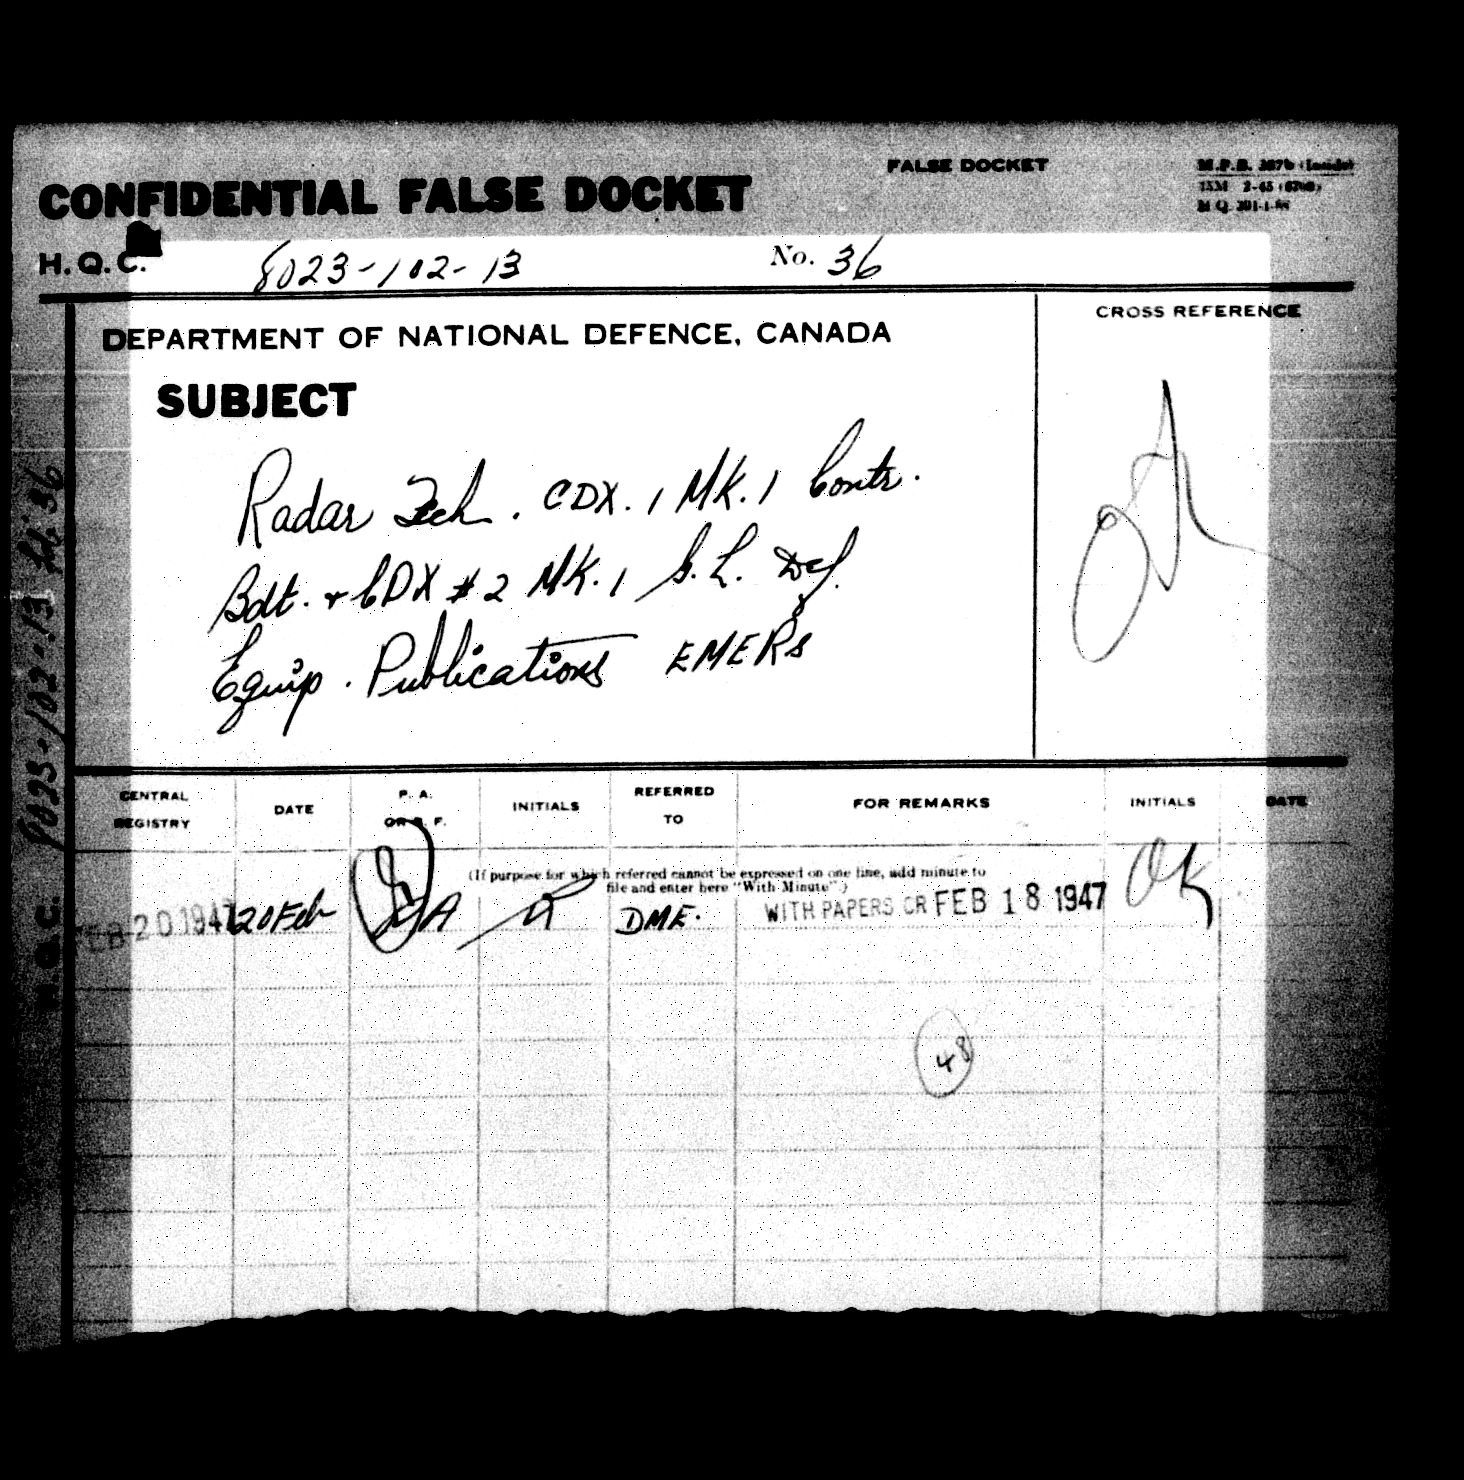 FALSE DOCKET
M.F.B. 387b (Inside)
CONFIDENTIAL FALSE DOCKET
H.Q.C. 8023-102-13 No. 36
DEPARTMENT OF NATIONAL DEFENCE, CANADA
CROSS REFERENCE
SUBJECT
Radar Tech. CDX. 1 MK. 1 Contr.
Bdt. & CDX #2 MK. 1 S.L. Def.
Equip. Publications EMERs
CENTRAL REGISTRY
DATE
P. A. OR B. F.
INITIALS
REFERRED TO
FOR REMARKS
INITIALS
DATE
(If purpose for which referred cannot be expressed on one line, add minute to
file and enter here "With Minute".)
FEB 20 1947 20 Feb PA DME. WITH PAPERS CR FEB 18 1947
48
H.Q.C. 8023-102-13